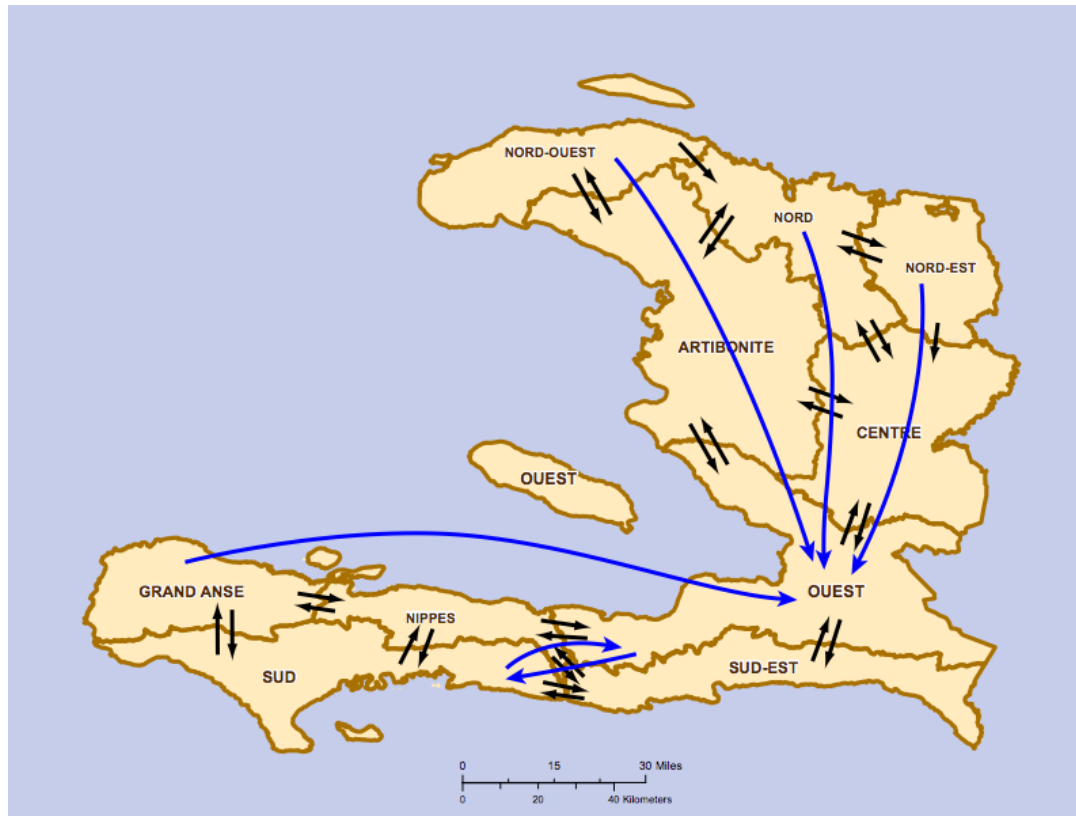 NORD-OUEST
NORD
NORD-EST
ARTIBONITE
CENTRE
OUEST
GRAND ANSE
OUEST
NIPPES
SUD-EST
SUD
0 15 30 Miles
0 20 40 Kilometers